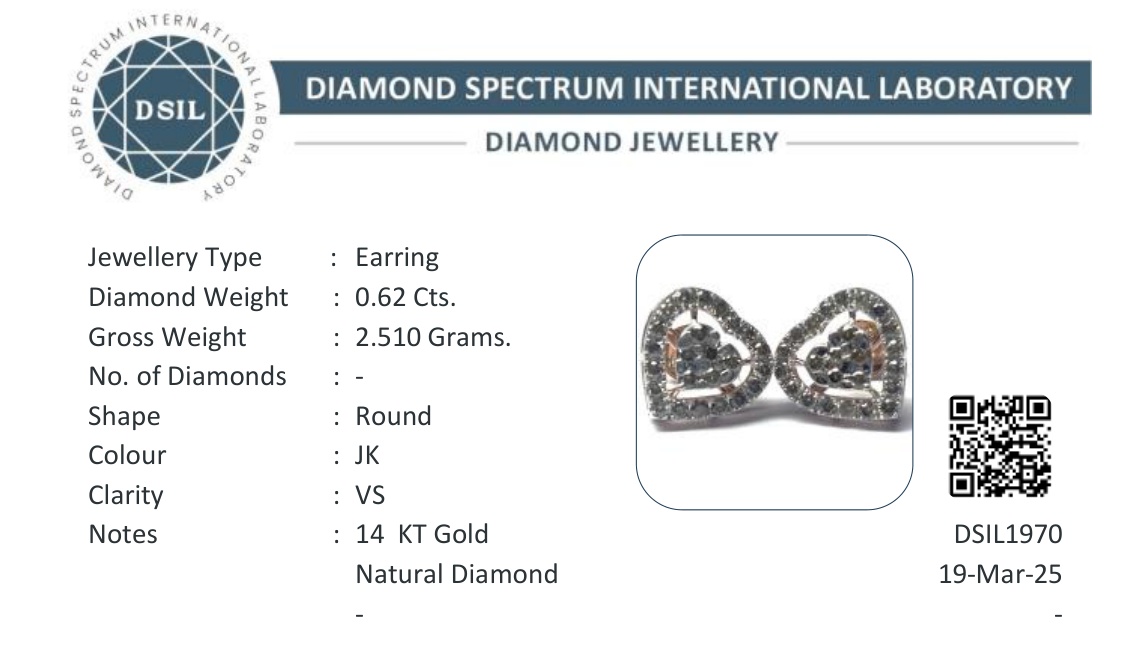 DIAMOND SPECTRUM INTERNATIONAL LABORATORY
DSIL
DIAMOND SPECTRUM INTERNATIONAL LABORATORY
DIAMOND JEWELLERY
Jewellery Type : Earring
Diamond Weight : 0.62 Cts.
Gross Weight : 2.510 Grams.
No. of Diamonds : -
Shape : Round
Colour : JK
Clarity : VS
Notes : 14 KT Gold
Natural Diamond
-
DSIL1970
19-Mar-25
-